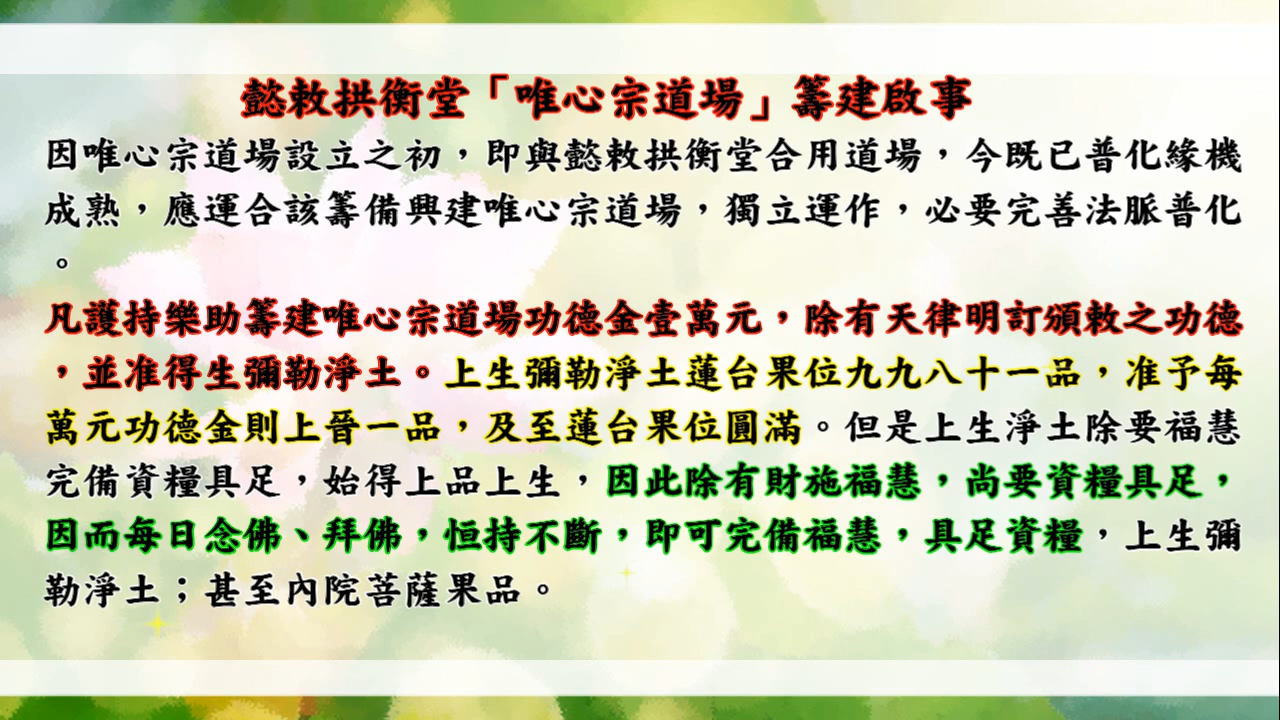 懿敕拱衡堂「唯心宗道場」籌建啟事
因唯心宗道場設立之初，即與懿敕拱衡堂合用道場，今既已普化緣機
成熟，應運合該籌備興建唯心宗道場，獨立運作，必要完善法脈普化
。
凡護持樂助籌建唯心宗道場功德金壹萬元，除有天律明訂頒敕之功德
，並准得生彌勒淨土。上生彌勒淨土蓮台果位九九八十一品，准予每
萬元功德金則上晉一品，及至蓮台果位圓滿。但是上生淨土除要福慧
完備資糧具足，始得上品上生，因此除有財施福慧，尚要資糧具足，
因而每日念佛、拜佛，恒持不斷，即可完備福慧，具足資糧，上生彌
勒淨土；甚至內院菩薩果品。